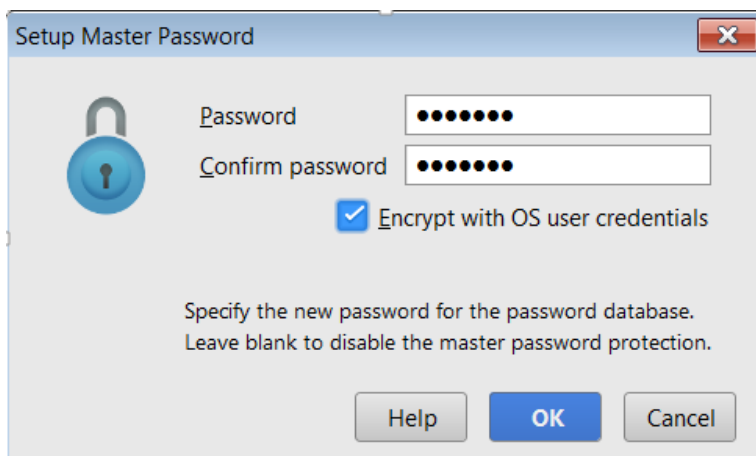 Setup Master Password
Password
•••••••
Confirm password
•••••••
Encrypt with OS user credentials
Specify the new password for the password database.
Leave blank to disable the master password protection.
Help OK Cancel